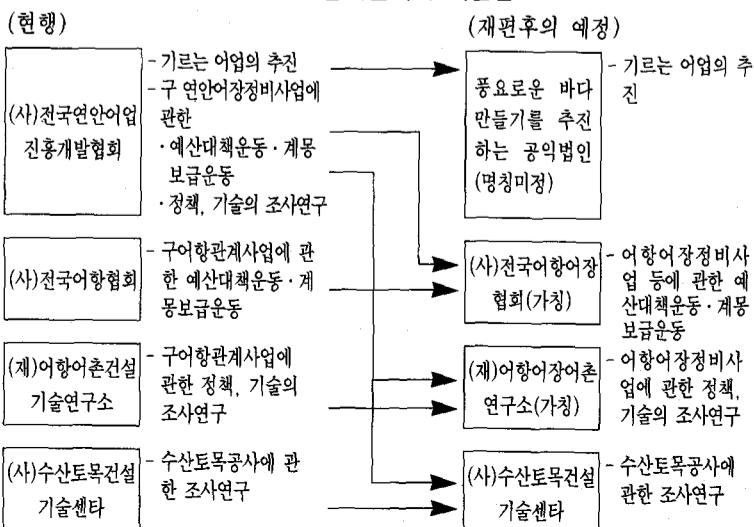 (현행)
(재편후의 예정)
(사)전국연안어업
진흥개발협회
- 기르는 어업의 추진
- 구 연안어장정비사업에
관한
· 예산대책운동 · 계몽
보급운동
· 정책, 기술의 조사연구
풍요로운 바다
만들기를 추진
하는 공익법인
(명칭미정)
- 기르는 어업의 추
진
(사)전국어항협회
- 구어항관계사업에 관
한 예산대책운동 · 계
몽보급운동
(사)전국어항어장
협회(가칭)
- 어항어장정비사
업 등에 관한 예
산대책운동 · 계몽
보급운동
(재)어항어촌건설
기술연구소
- 구어항관계사업에
관한 정책, 기술의
조사연구
(재)어항어장어촌
연구소(가칭)
- 어항어장정비사
업에 관한 정책,
기술의 조사연구
(사)수산토목건설
기술센타
- 수산토목공사에 관
한 조사연구
(사)수산토목건설
기술센타
- 수산토목공사에
관한 조사연구